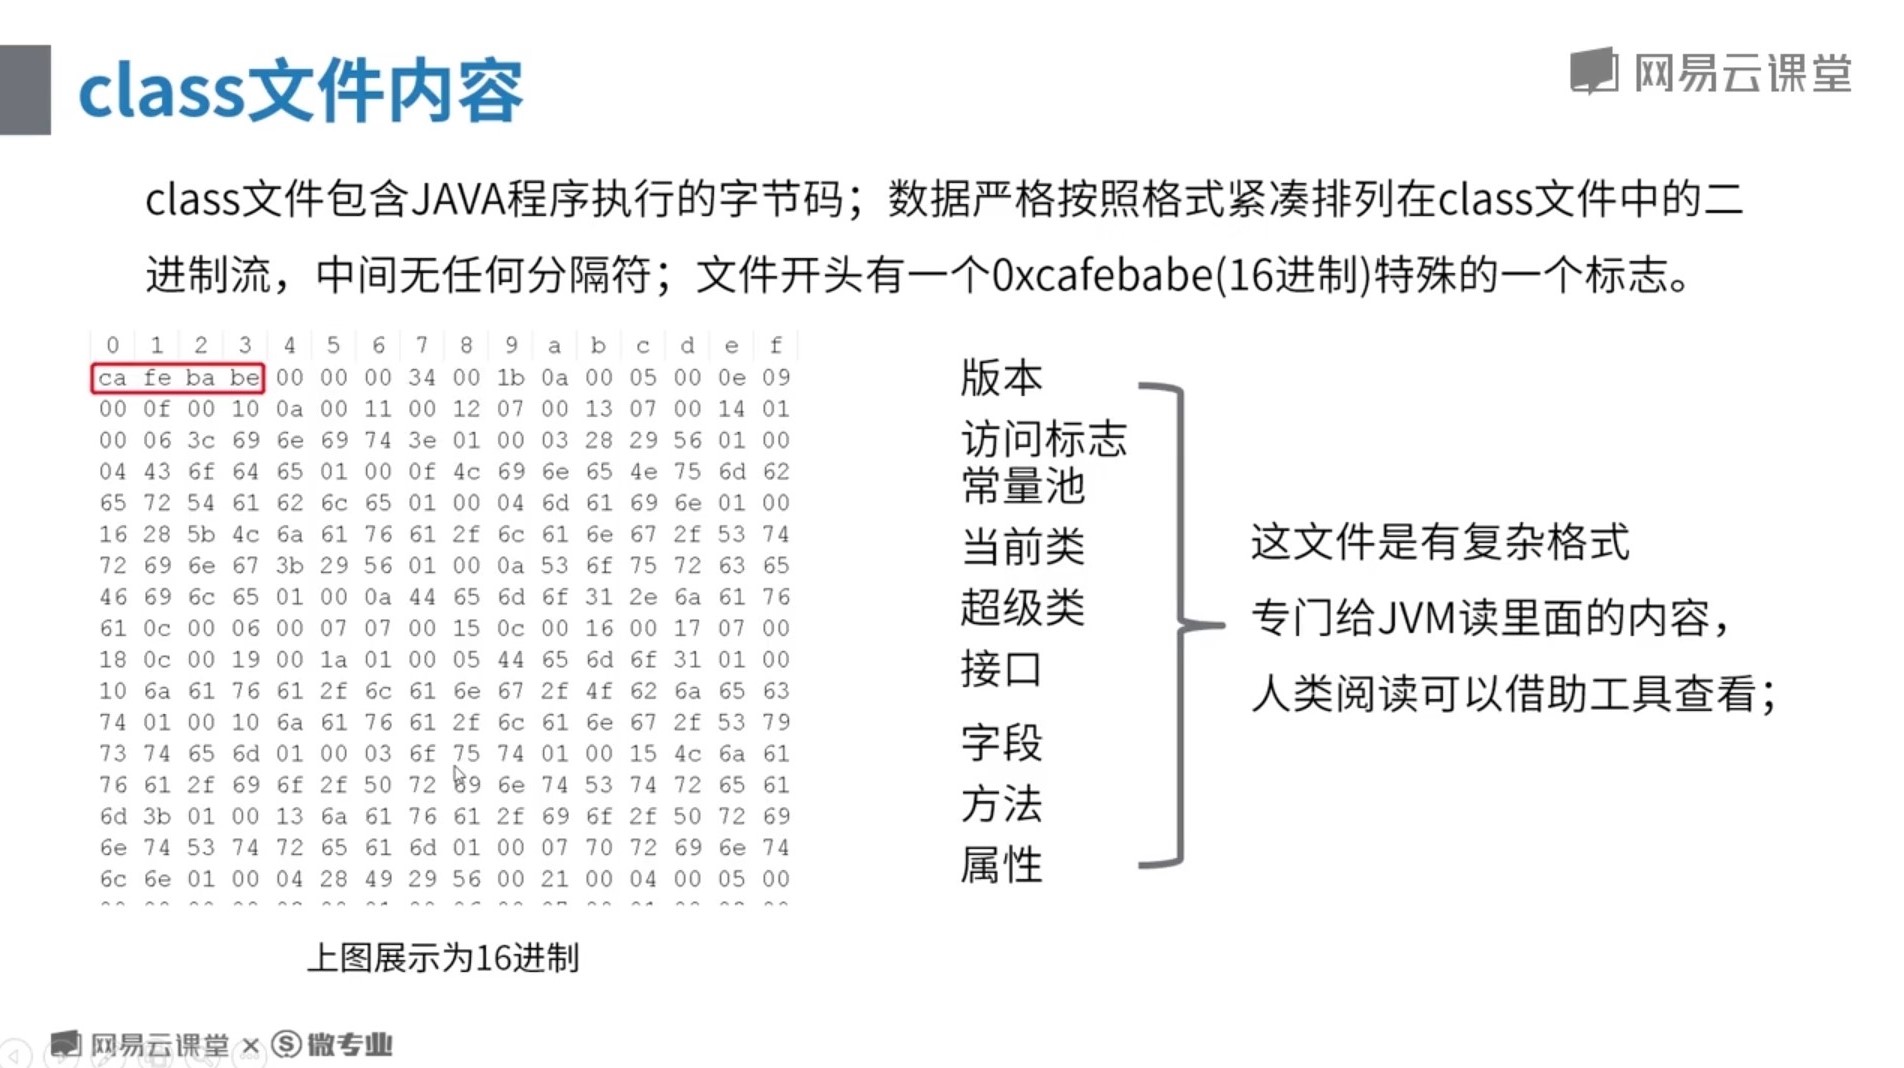 class文件内容
网易云课堂
class文件包含JAVA程序执行的字节码；数据严格按照格式紧凑排列在class文件中的二
进制流，中间无任何分隔符；文件开头有一个0xcafebabe(16进制)特殊的一个标志。
0 1 2 3 4 5 6 7 8 9 a b c d e f
ca fe ba be 00 00 00 34 00 1b 0a 00 05 00 0e 09
00 0f 00 10 0a 00 11 00 12 07 00 13 07 00 14 01
00 06 3c 69 6e 69 74 3e 01 00 03 28 29 56 01 00
04 43 6f 64 65 01 00 0f 4c 69 6e 65 4e 75 6d 62
65 72 54 61 62 6c 65 01 00 04 6d 61 69 6e 01 00
16 28 5b 4c 6a 61 76 61 2f 6c 61 6e 67 2f 53 74
72 69 6e 67 3b 29 56 01 00 0a 53 6f 75 72 63 65
46 69 6c 65 01 00 0a 44 65 6d 6f 31 2e 6a 61 76
61 0c 00 06 00 07 07 00 15 0c 00 16 00 17 07 00
18 0c 00 19 00 1a 01 00 05 44 65 6d 6f 31 01 00
10 6a 61 76 61 2f 6c 61 6e 67 2f 4f 62 6a 65 63
74 01 00 10 6a 61 76 61 2f 6c 61 6e 67 2f 53 79
73 74 65 6d 01 00 03 6f 75 74 01 00 15 4c 6a 61
76 61 2f 69 6f 2f 50 72 69 6e 74 53 74 72 65 61
6d 3b 01 00 13 6a 61 76 61 2f 69 6f 2f 50 72 69
6e 74 53 74 72 65 61 6d 01 00 07 70 72 69 6e 74
6c 6e 01 00 04 28 49 29 56 00 21 00 04 00 05 00
上图展示为16进制
版本
访问标志
常量池
当前类
超级类
接口
字段
方法
属性
这文件是有复杂格式
专门给JVM读里面的内容，
人类阅读可以借助工具查看；
网易云课堂 × 微专业